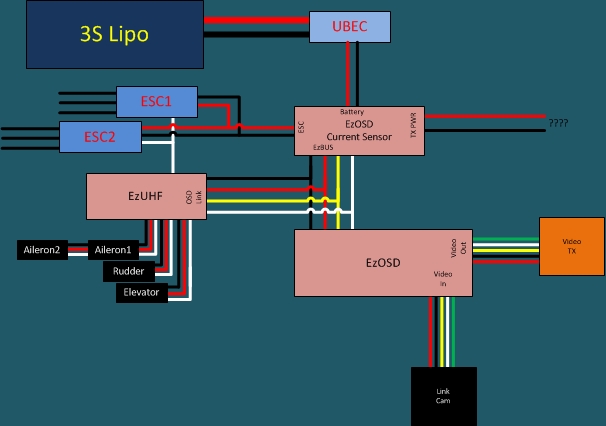 3S Lipo
UBEC
ESC1
ESC2
Battery
EzOSD
Current Sensor
ESC
TX PWR
EzBUS
????
EzUHF
OSD
Link
Aileron2
Aileron1
Rudder
Elevator
EzOSD
Video
Out
Video
in
Video
TX
Link
Cam